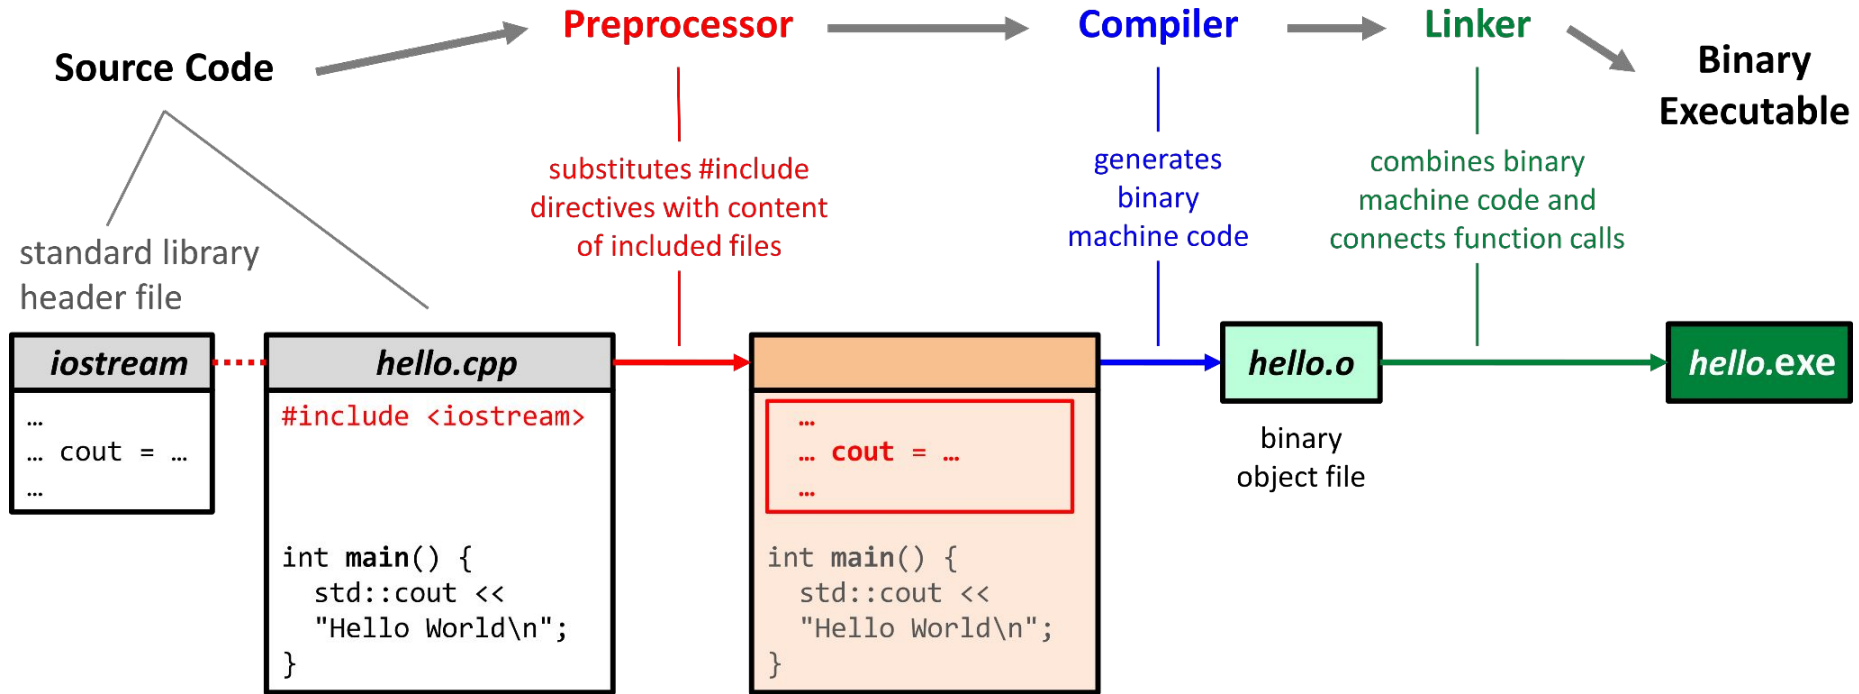 Source Code
Preprocessor
Compiler
Linker
Binary
Executable
substitutes #include
directives with content
of included files
generates
binary
machine code
combines binary
machine code and
connects function calls
standard library
header file
iostream
…
… cout = …
…
hello.cpp
#include <iostream>
int main() {
  std::cout <<
  "Hello World\n";
}
…
… cout = …
…
int main() {
  std::cout <<
  "Hello World\n";
}
hello.o
binary
object file
hello.exe